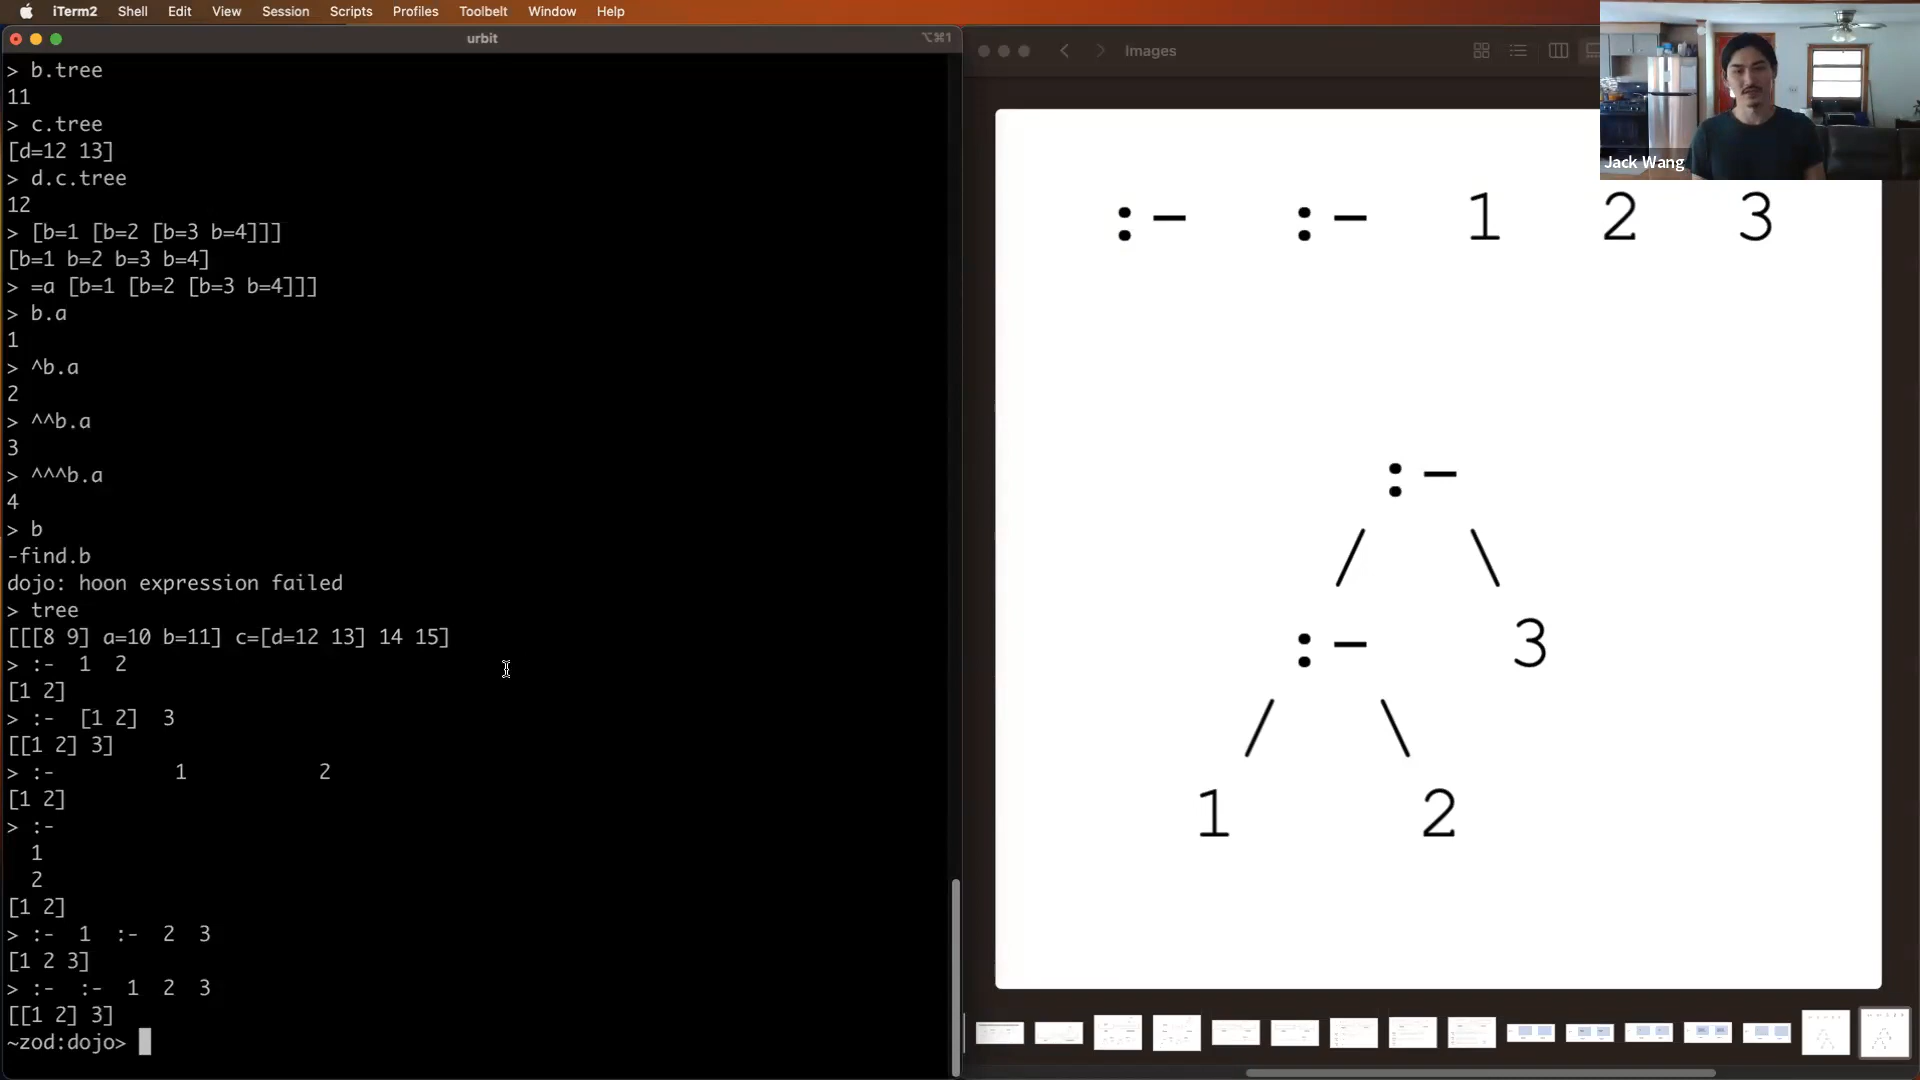 iTerm2 Shell Edit View Session Scripts Profiles Toolbelt Window Help
urbit
⌥⌘1
> b.tree
11
> c.tree
[d=12 13]
> d.c.tree
12
> [b=1 [b=2 [b=3 b=4]]]
[b=1 b=2 b=3 b=4]
> =a [b=1 [b=2 [b=3 b=4]]]
> b.a
1
> ^b.a
2
> ^^b.a
3
> ^^^b.a
4
> b
-find.b
dojo: hoon expression failed
> tree
[[[8 9] a=10 b=11] c=[d=12 13] 14 15]
> :-  1  2
[1 2]
> :-  [1 2]  3
[[1 2] 3]
> :-          1           2
[1 2]
> :-
  1
  2
[1 2]
> :-  1  :-  2  3
[1 2 3]
> :-  :-  1  2  3
[[1 2] 3]
~zod:dojo>
Images
Jack Wang
:- :- 1 2 3
:-
/ \
:- 3
/ \
1 2